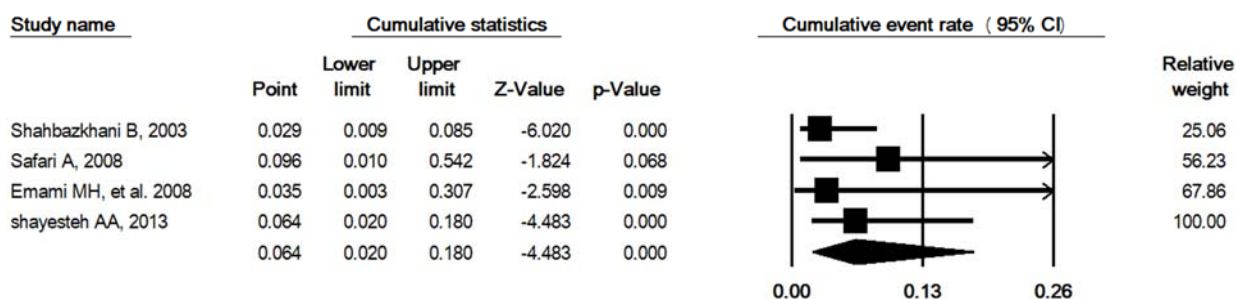 Study name Cumulative statistics Cumulative event rate ( 95% CI)
Lower Upper Relative
Point limit limit Z-Value p-Value weight
Shahbazkhani B, 2003 0.029 0.009 0.085 -6.020 0.000 25.06
Safari A, 2008 0.096 0.010 0.542 -1.824 0.068 56.23
Emami MH, et al. 2008 0.035 0.003 0.307 -2.598 0.009 67.86
shayesteh AA, 2013 0.064 0.020 0.180 -4.483 0.000 100.00
0.064 0.020 0.180 -4.483 0.000
0.00 0.13 0.26